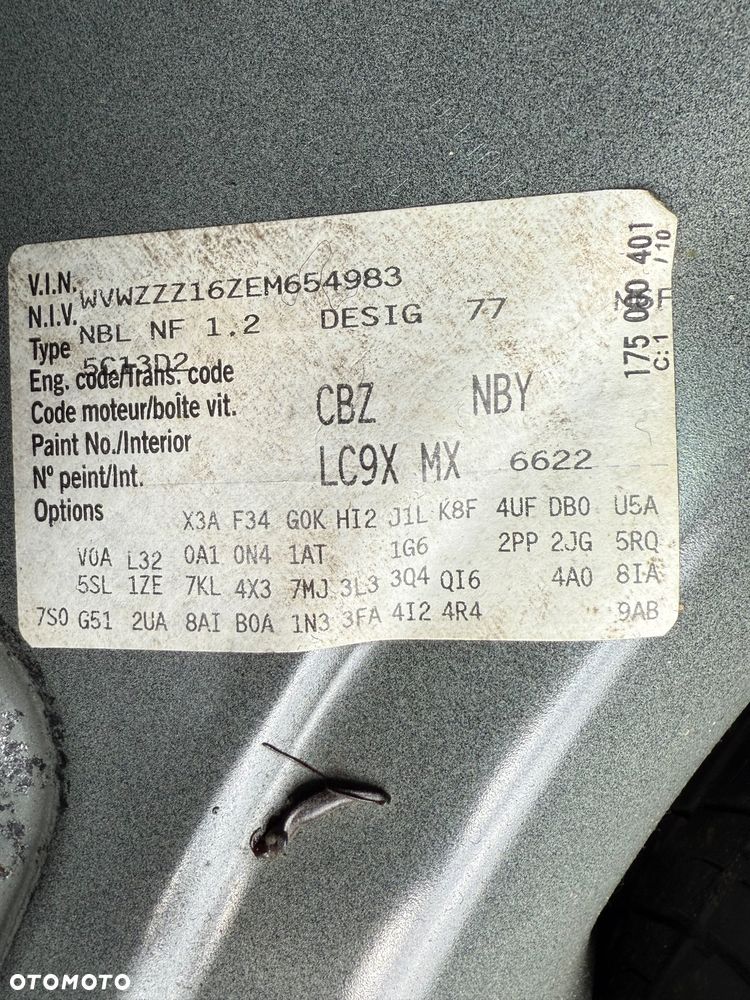 V.I.N. WVWZZZ16ZEM654983
N.I.V. NBL NF 1.2 DESIG 77
Type 5C13D2
Eng. code/Trans. code
Code moteur/boîte vit. CBZ NBY
Paint No./Interior
N° peint/Int. LC9X MX 6622
Options
X3A F34 G0K HI2 J1L K8F 4UF DB0 U5A
V0A L32 0A1 0N4 1AT 1G6 2PP 2JG 5RQ
5SL 1ZE 7KL 4X3 7MJ 3L3 3Q4 QI6 4A0 8IA
7S0 G51 2UA 8AI B0A 1N3 3FA 4I2 4R4 9AB
175 000 401
C:1 /10
OTOMOTO